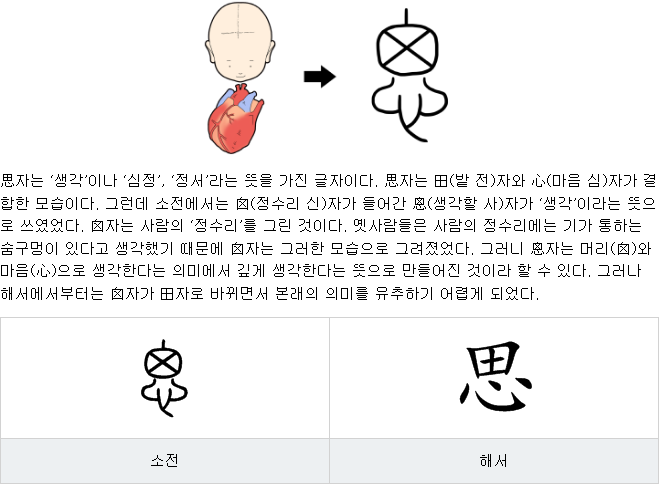 思자는 ‘생각’이나 ‘심정’, ‘정서’라는 뜻을 가진 글자이다. 思자는 田(밭 전)자와 心(마음 심)자가 결
합한 모습이다. 그런데 소전에서는 囟(정수리 신)자가 들어간 恖(생각할 사)자가 ‘생각’이라는 뜻으
로 쓰였었다. 囟자는 사람의 ‘정수리’를 그린 것이다. 옛사람들은 사람의 정수리에는 기가 통하는
숨구멍이 있다고 생각했기 때문에 囟자는 그러한 모습으로 그려졌었다. 그러니 恖자는 머리(囟)와
마음(心)으로 생각한다는 의미에서 깊게 생각한다는 뜻으로 만들어진 것이라 할 수 있다. 그러나
해서에서부터는 囟자가 田자로 바뀌면서 본래의 의미를 유추하기 어렵게 되었다.
思
소전 해서